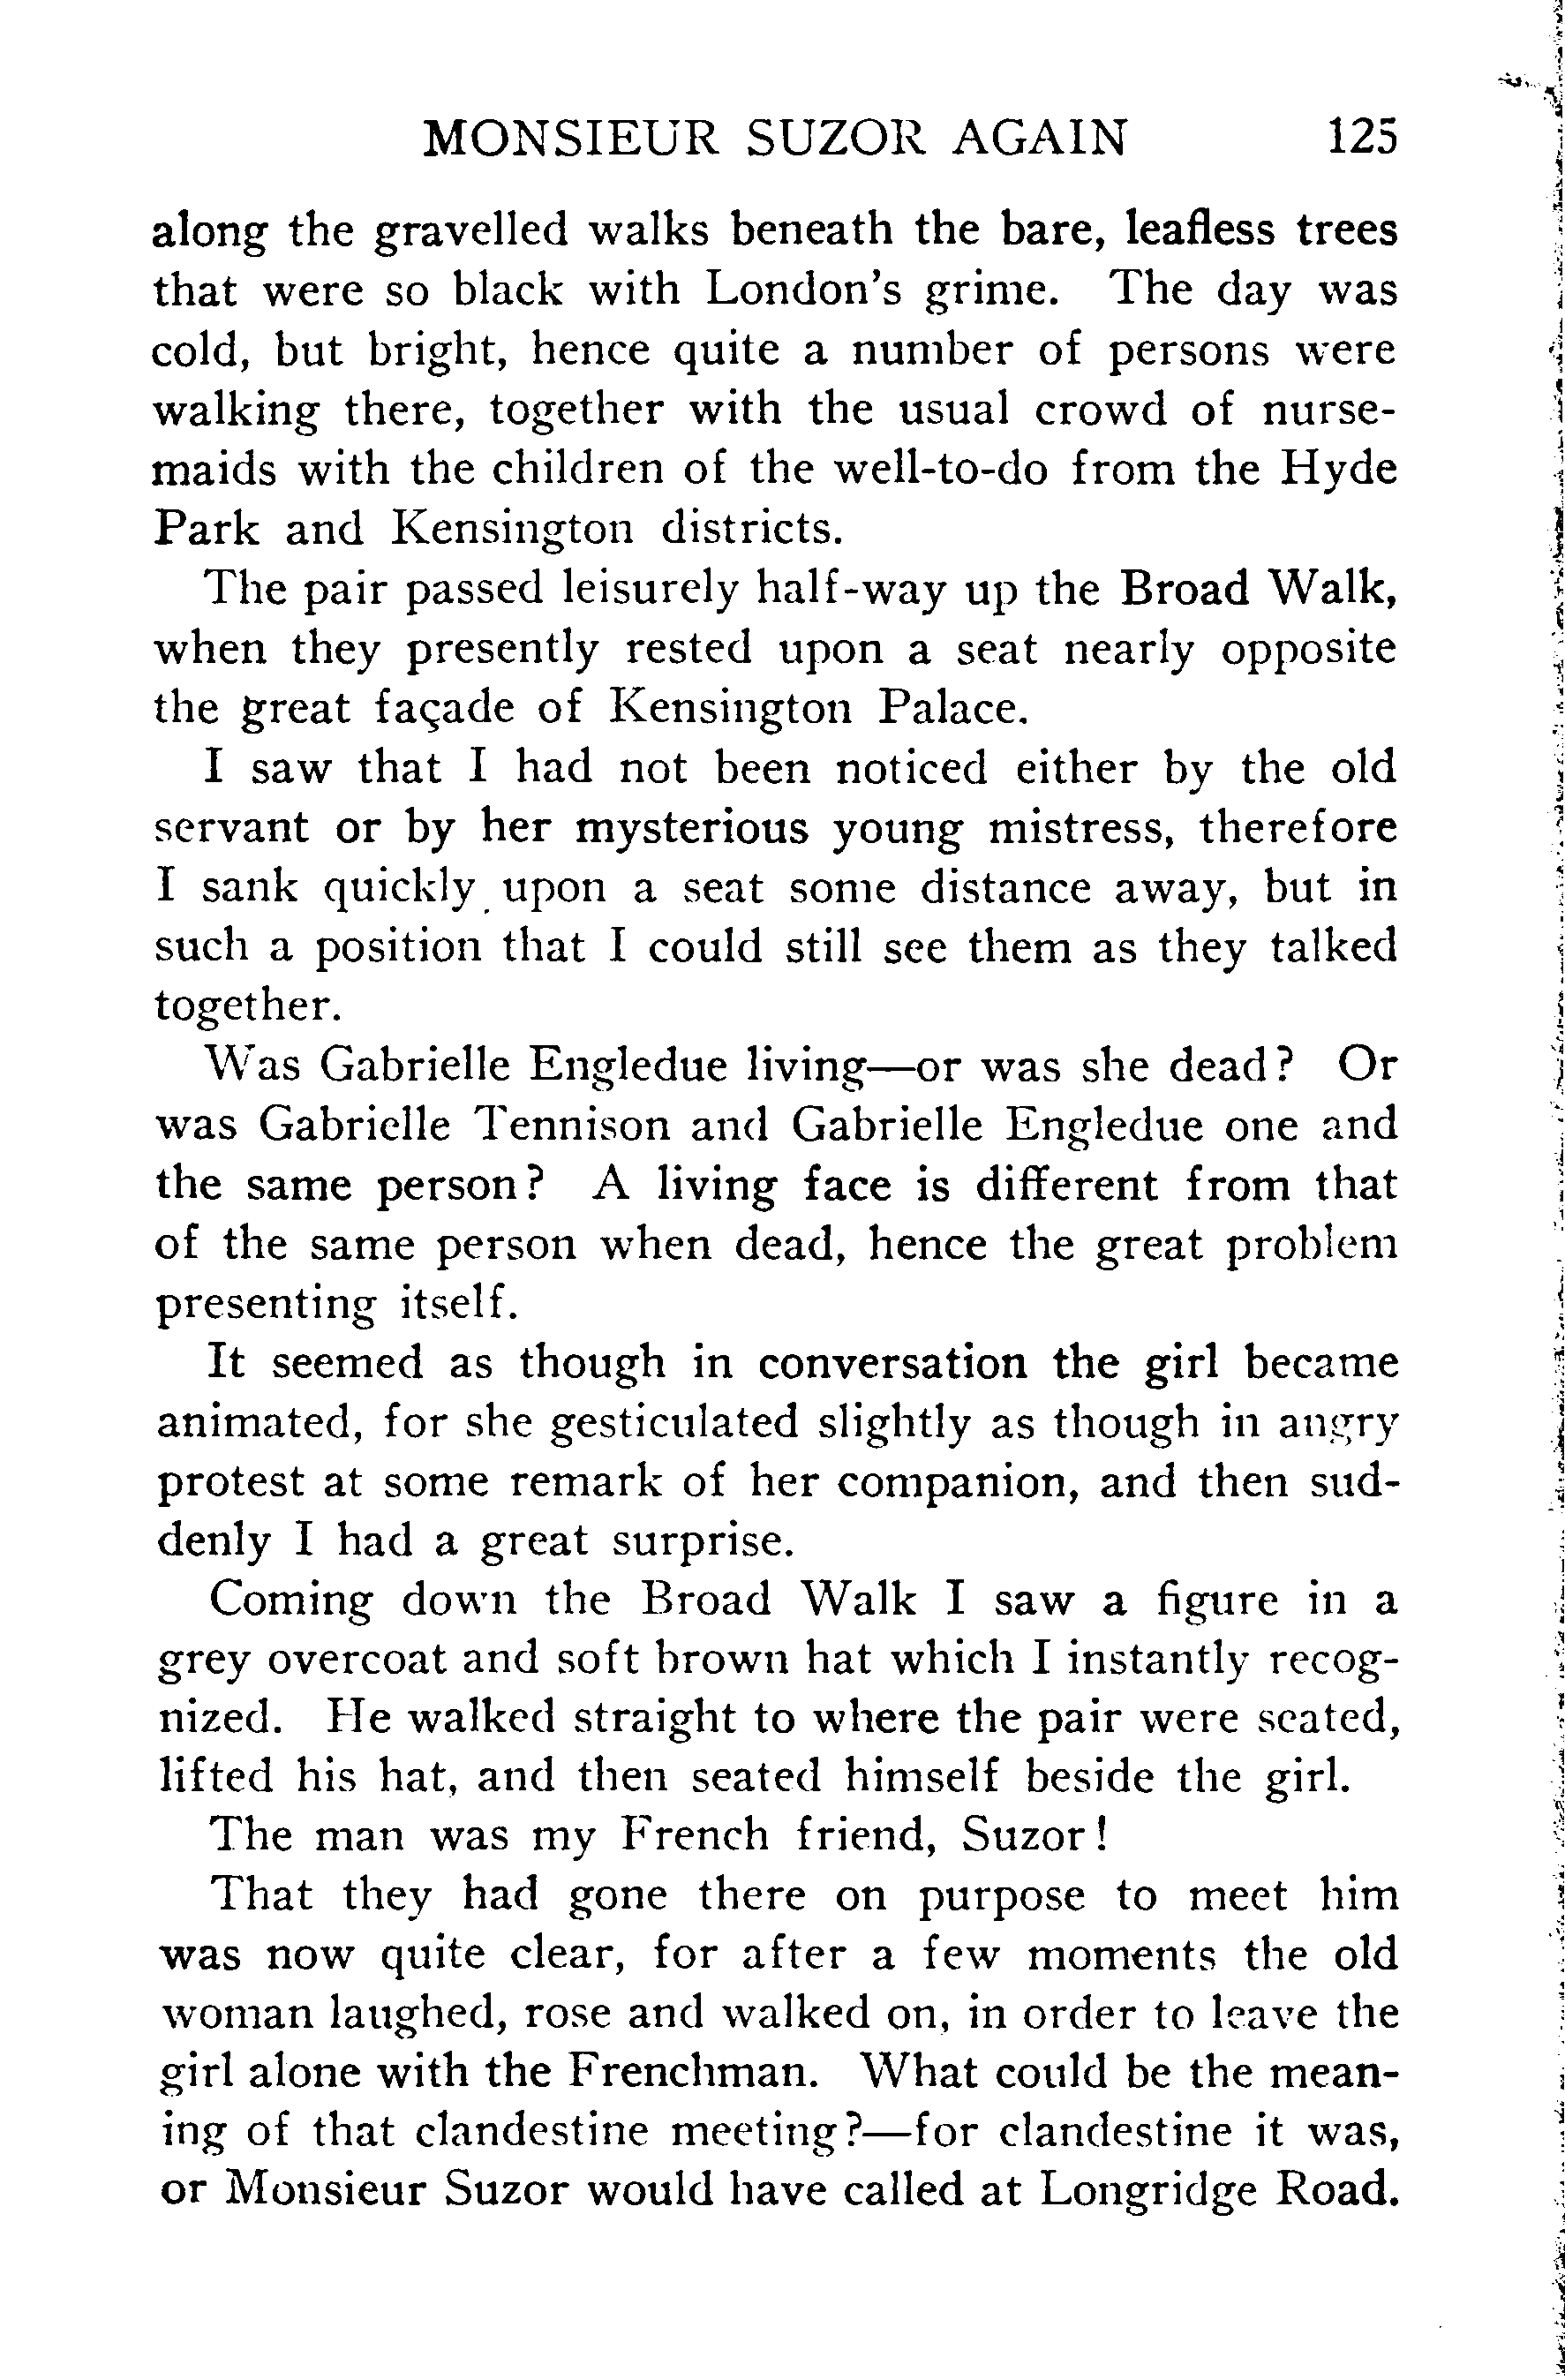 MONSIEUR SUZOR AGAIN 125
along the gravelled walks beneath the bare, leafless trees
that were so black with London's grime. The day was
cold, but bright, hence quite a number of persons were
walking there, together with the usual crowd of nurse-
maids with the children of the well-to-do from the Hyde
Park and Kensington districts.
The pair passed leisurely half-way up the Broad Walk,
when they presently rested upon a seat nearly opposite
the great façade of Kensington Palace.
I saw that I had not been noticed either by the old
servant or by her mysterious young mistress, therefore
I sank quickly upon a seat some distance away, but in
such a position that I could still see them as they talked
together.
Was Gabrielle Engledue living—or was she dead? Or
was Gabrielle Tennison and Gabrielle Engledue one and
the same person? A living face is different from that
of the same person when dead, hence the great problem
presenting itself.
It seemed as though in conversation the girl became
animated, for she gesticulated slightly as though in angry
protest at some remark of her companion, and then sud-
denly I had a great surprise.
Coming down the Broad Walk I saw a figure in a
grey overcoat and soft brown hat which I instantly recog-
nized. He walked straight to where the pair were seated,
lifted his hat, and then seated himself beside the girl.
The man was my French friend, Suzor!
That they had gone there on purpose to meet him
was now quite clear, for after a few moments the old
woman laughed, rose and walked on, in order to leave the
girl alone with the Frenchman. What could be the mean-
ing of that clandestine meeting?—for clandestine it was,
or Monsieur Suzor would have called at Longridge Road.